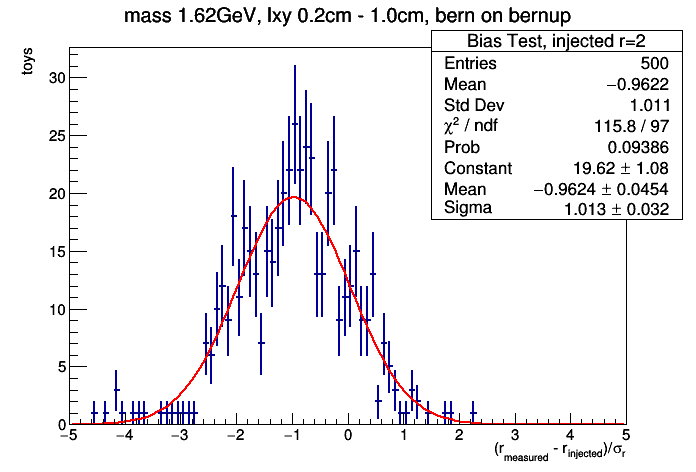 mass 1.62GeV, lxy 0.2cm - 1.0cm, bern on bernup
toys
Bias Test, injected r=2
Entries 500
Mean −0.9622
Std Dev 1.011
χ² / ndf 115.8 / 97
Prob 0.09386
Constant 19.62 ± 1.08
Mean −0.9624 ± 0.0454
Sigma 1.013 ± 0.032
30
25
20
15
10
5
0
−5 −4 −3 −2 −1 0 1 2 3 4 5
(r_measured - r_injected)/σ_r